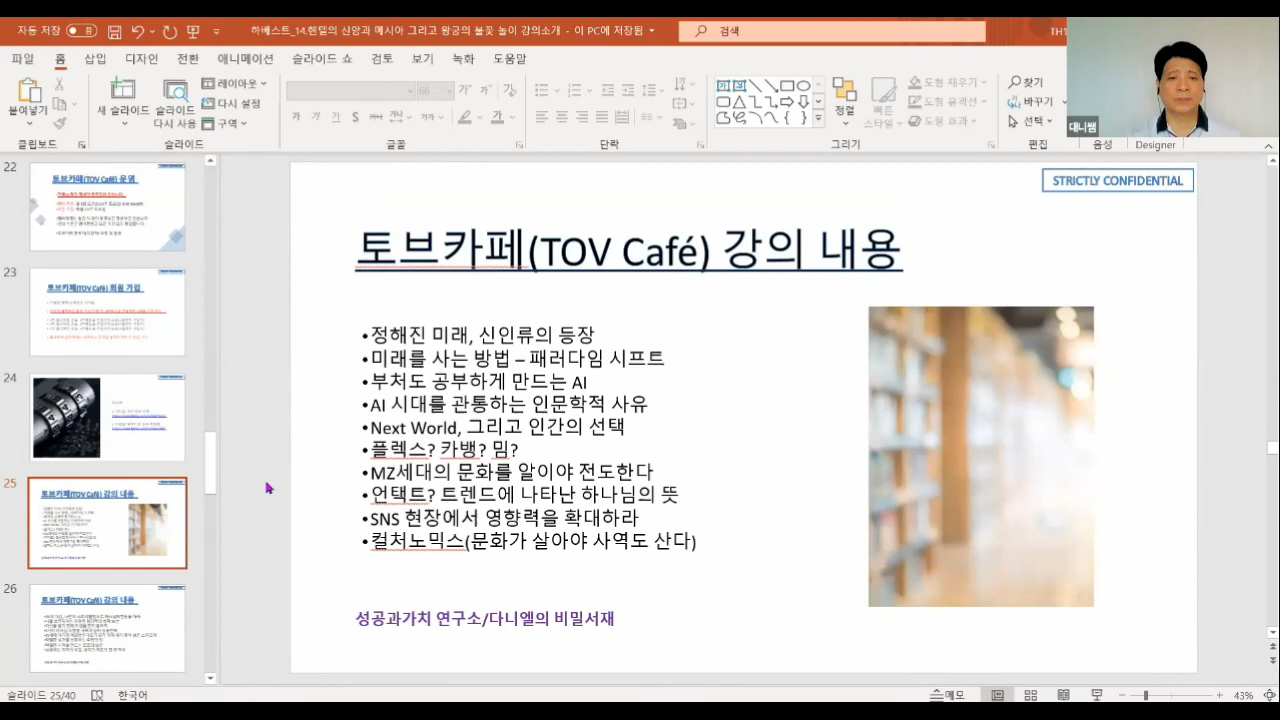 자동 저장
하베스트_14.헨델의 신앙과 메시아 그리고 왕궁의 불꽃 놀이 강의소개 - 이 PC에 저장됨
검색
파일 홈 삽입 디자인 전환 애니메이션 슬라이드 쇼 검토 보기 녹화 도움말
붙여넣기
새 슬라이드
슬라이드 다시 사용
레이아웃
다시 설정
구역
정렬
빠른 스타일
도형 채우기
도형 윤곽선
도형 효과
찾기
바꾸기
선택
대니쌤
클립보드 슬라이드 글꼴 단락 그리기 편집 음성 Designer
22
토브카페(TOV Café) 운영
23
토브카페(TOV Café) 회원 가입
24
25
토브카페(TOV Café) 강의 내용
26
토브카페(TOV Café) 강의 내용
STRICTLY CONFIDENTIAL
토브카페(TOV Café) 강의 내용
•정해진 미래, 신인류의 등장
•미래를 사는 방법 – 패러다임 시프트
•부처도 공부하게 만드는 AI
•AI 시대를 관통하는 인문학적 사유
•Next World, 그리고 인간의 선택
•플렉스? 카뱅? 밈?
•MZ세대의 문화를 알이야 전도한다
•언택트? 트렌드에 나타난 하나님의 뜻
•SNS 현장에서 영향력을 확대하라
•컬처노믹스(문화가 살아야 사역도 산다)
성공과가치 연구소/다니엘의 비밀서재
슬라이드 25/40 한국어 메모 43%